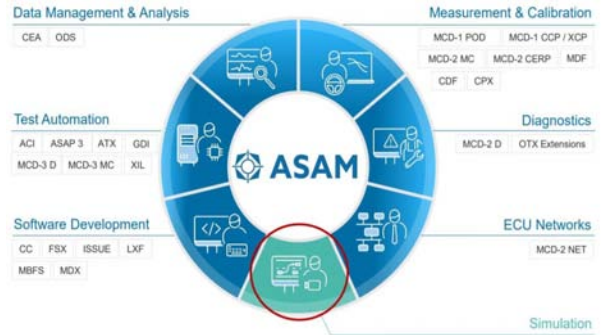 Data Management & Analysis
CEA ODS
Measurement & Calibration
MCD-1 POD MCD-1 CCP / XCP
MCD-2 MC MCD-2 CERP MDF
CDF CPX
Test Automation
ACI ASAP 3 ATX GDI
MCD-3 D MCD-3 MC XIL
Diagnostics
MCD-2 D OTX Extensions
ASAM
Software Development
CC FSX ISSUE LXF
MBFS MDX
ECU Networks
MCD-2 NET
Simulation